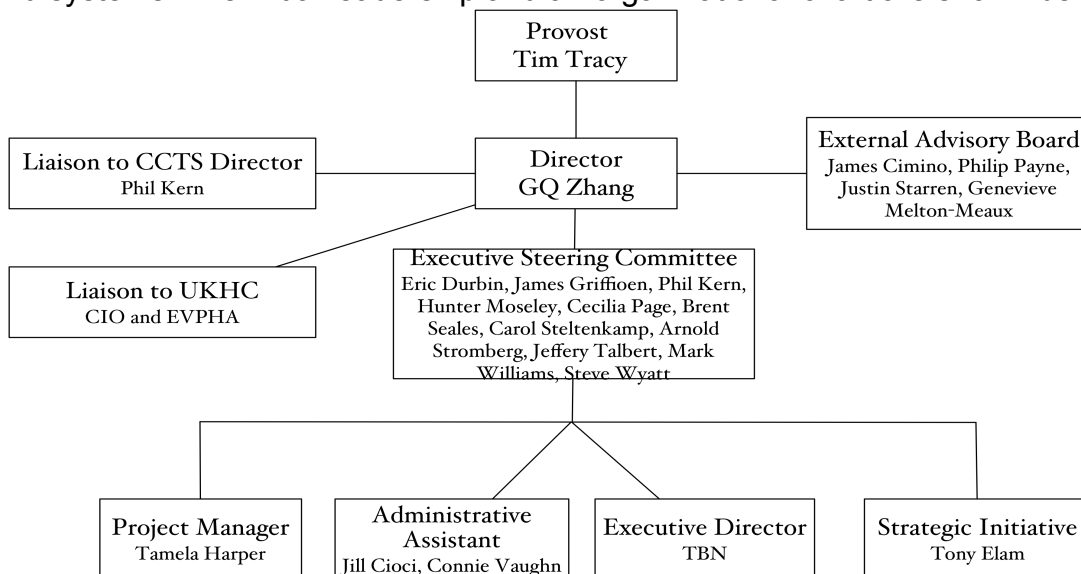 Provost
Tim Tracy
Liaison to CCTS Director
Phil Kern
Director
GQ Zhang
External Advisory Board
James Cimino, Philip Payne,
Justin Starren, Genevieve
Melton-Meaux
Liaison to UKHC
CIO and EVPHA
Executive Steering Committee
Eric Durbin, James Griffioen, Phil Kern,
Hunter Moseley, Cecilia Page, Brent
Seales, Carol Steltenkamp, Arnold
Stromberg, Jeffery Talbert, Mark
Williams, Steve Wyatt
Project Manager
Tamela Harper
Administrative
Assistant
Jill Cioci, Connie Vaughn
Executive Director
TBN
Strategic Initiative
Tony Elam